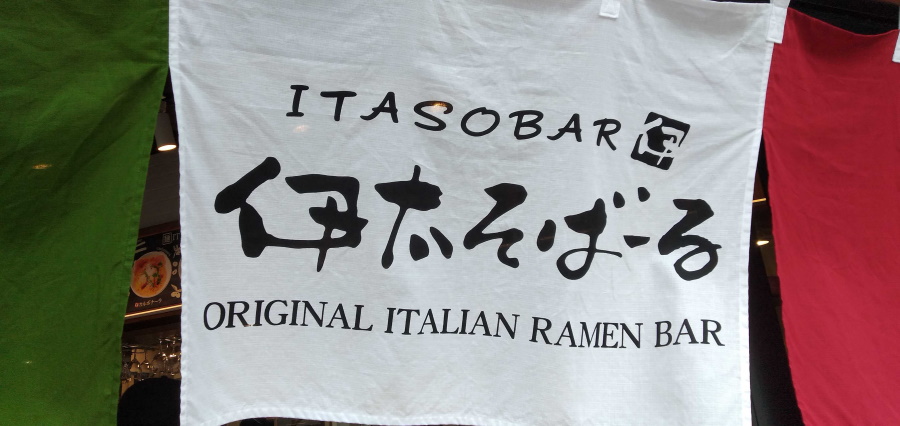 ITASOBAR
伊太そばーる
ORIGINAL ITALIAN RAMEN BAR